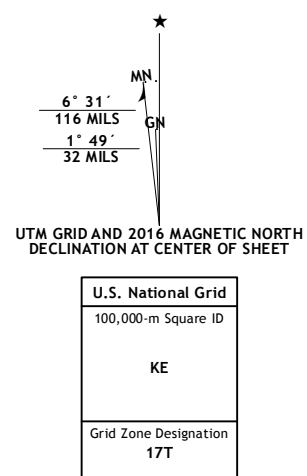 ★
MN
6° 31´
116 MILS
GN
1° 49´
32 MILS
UTM GRID AND 2016 MAGNETIC NORTH
DECLINATION AT CENTER OF SHEET
U.S. National Grid
100,000-m Square ID
KE
Grid Zone Designation
17T